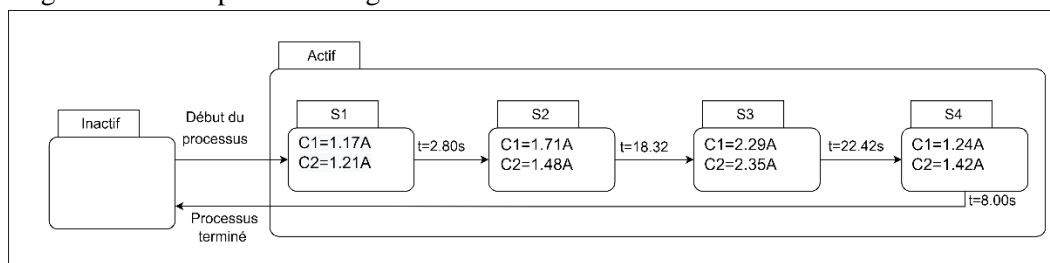 Actif
Inactif
Début du
processus
S1
C1=1.17A
C2=1.21A
t=2.80s
S2
C1=1.71A
C2=1.48A
t=18.32
S3
C1=2.29A
C2=2.35A
t=22.42s
S4
C1=1.24A
C2=1.42A
t=8.00s
Processus
terminé